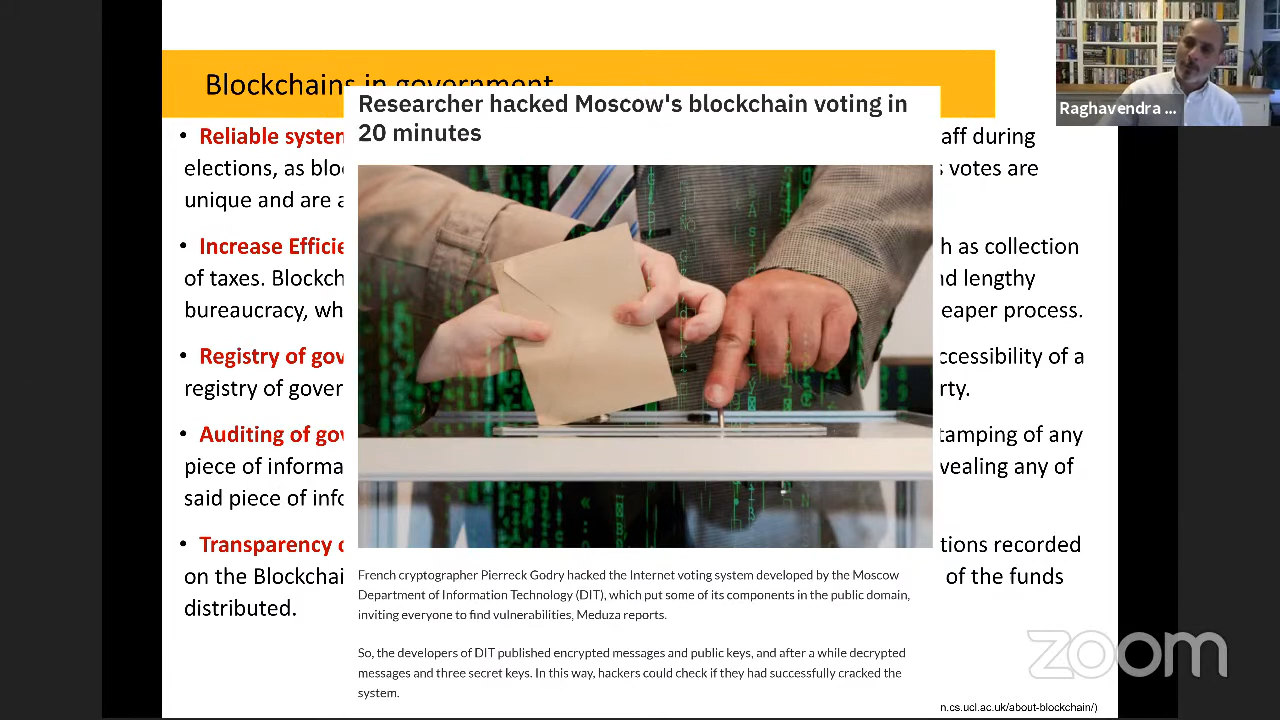 Blockchains in government
Researcher hacked Moscow's blockchain voting in
20 minutes
Raghavendra ...
• Reliable system
aff during
elections, as blo
s votes are
unique and are a
• Increase Efficie
h as collection
of taxes. Blockch
nd lengthy
bureaucracy, wh
eaper process.
• Registry of gov
ccessibility of a
registry of gover
rty.
• Auditing of gov
tamping of any
piece of informa
vealing any of
said piece of info
• Transparency o
tions recorded
on the Blockchai
of the funds
distributed.
French cryptographer Pierreck Godry hacked the Internet voting system developed by the Moscow
Department of Information Technology (DIT), which put some of its components in the public domain,
inviting everyone to find vulnerabilities, Meduza reports.
So, the developers of DIT published encrypted messages and public keys, and after a while decrypted
messages and three secret keys. In this way, hackers could check if they had successfully cracked the
system.
zoom
n.cs.ucl.ac.uk/about-blockchain/)